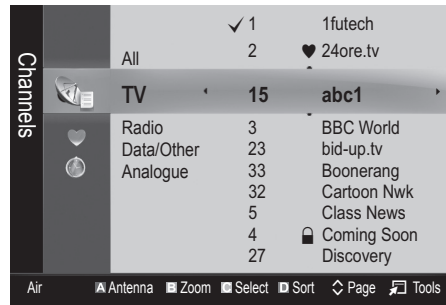 Channels
✓ 1 1futech
All 2 ♥ 24ore.tv
TV 15 abc1
Radio 3 BBC World
Data/Other 23 bid-up.tv
Analogue 33 Boonerang
32 Cartoon Nwk
5 Class News
4 Coming Soon
27 Discovery
Air A Antenna B Zoom C Select D Sort Page Tools